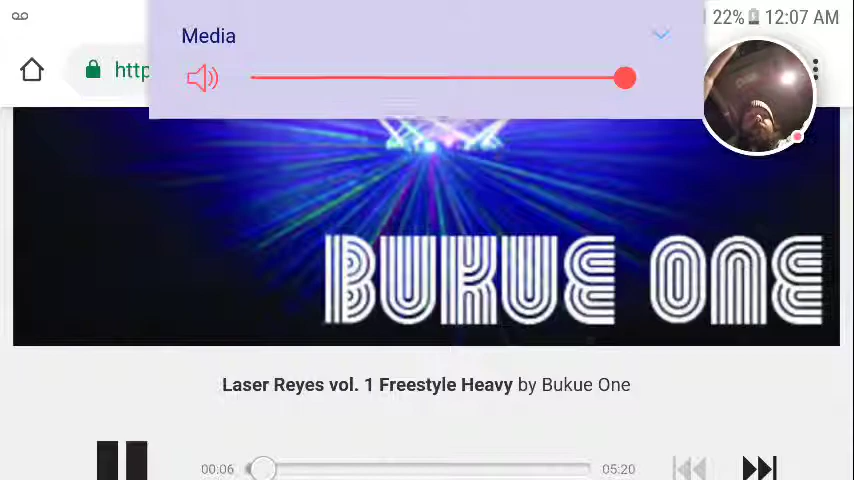 22% 12:07 AM
Media
http
BUKUE ONE
Laser Reyes vol. 1 Freestyle Heavy by Bukue One
00:06 05:20